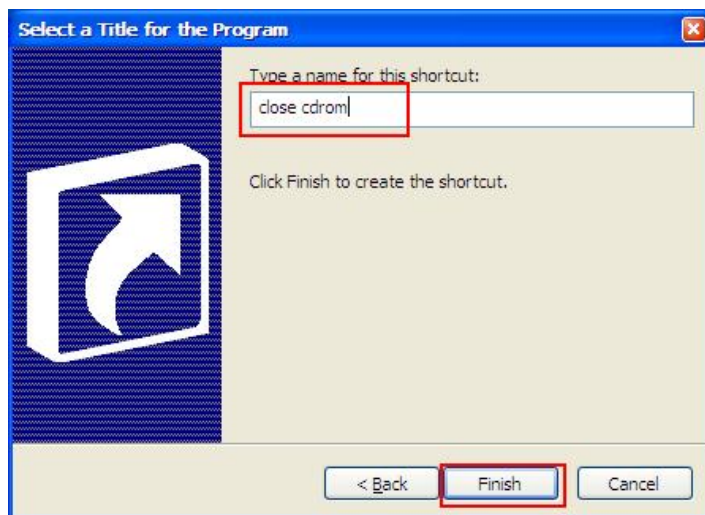 Select a Title for the Program
Type a name for this shortcut:
close cdrom
Click Finish to create the shortcut.
< Back
Finish
Cancel